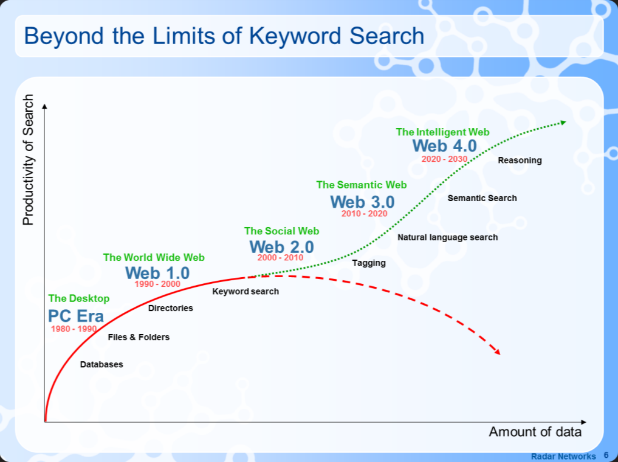 Beyond the Limits of Keyword Search
Productivity of Search
The Intelligent Web
Web 4.0
2020 - 2030
Reasoning
The Semantic Web
Web 3.0
2010 - 2020
Semantic Search
The Social Web
Web 2.0
2000 - 2010
Natural language search
Tagging
The World Wide Web
Web 1.0
1990 - 2000
Keyword search
Directories
The Desktop
PC Era
1980 - 1990
Files & Folders
Databases
Amount of data
Radar Networks 6